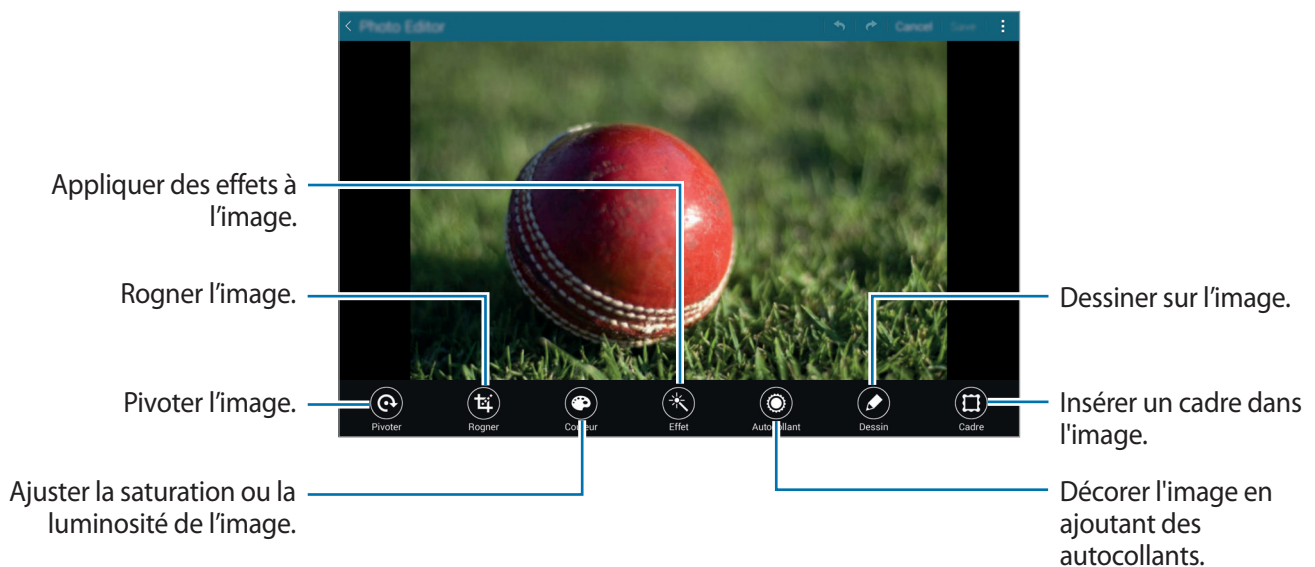 Photo Editor
Cancel
Save
Appliquer des effets à
l'image.
Rogner l'image.
Pivoter l'image.
Ajuster la saturation ou la
luminosité de l'image.
Dessiner sur l'image.
Insérer un cadre dans
l'image.
Décorer l'image en
ajoutant des
autocollants.
Pivoter
Rogner
Effet
Dessin
Cadre